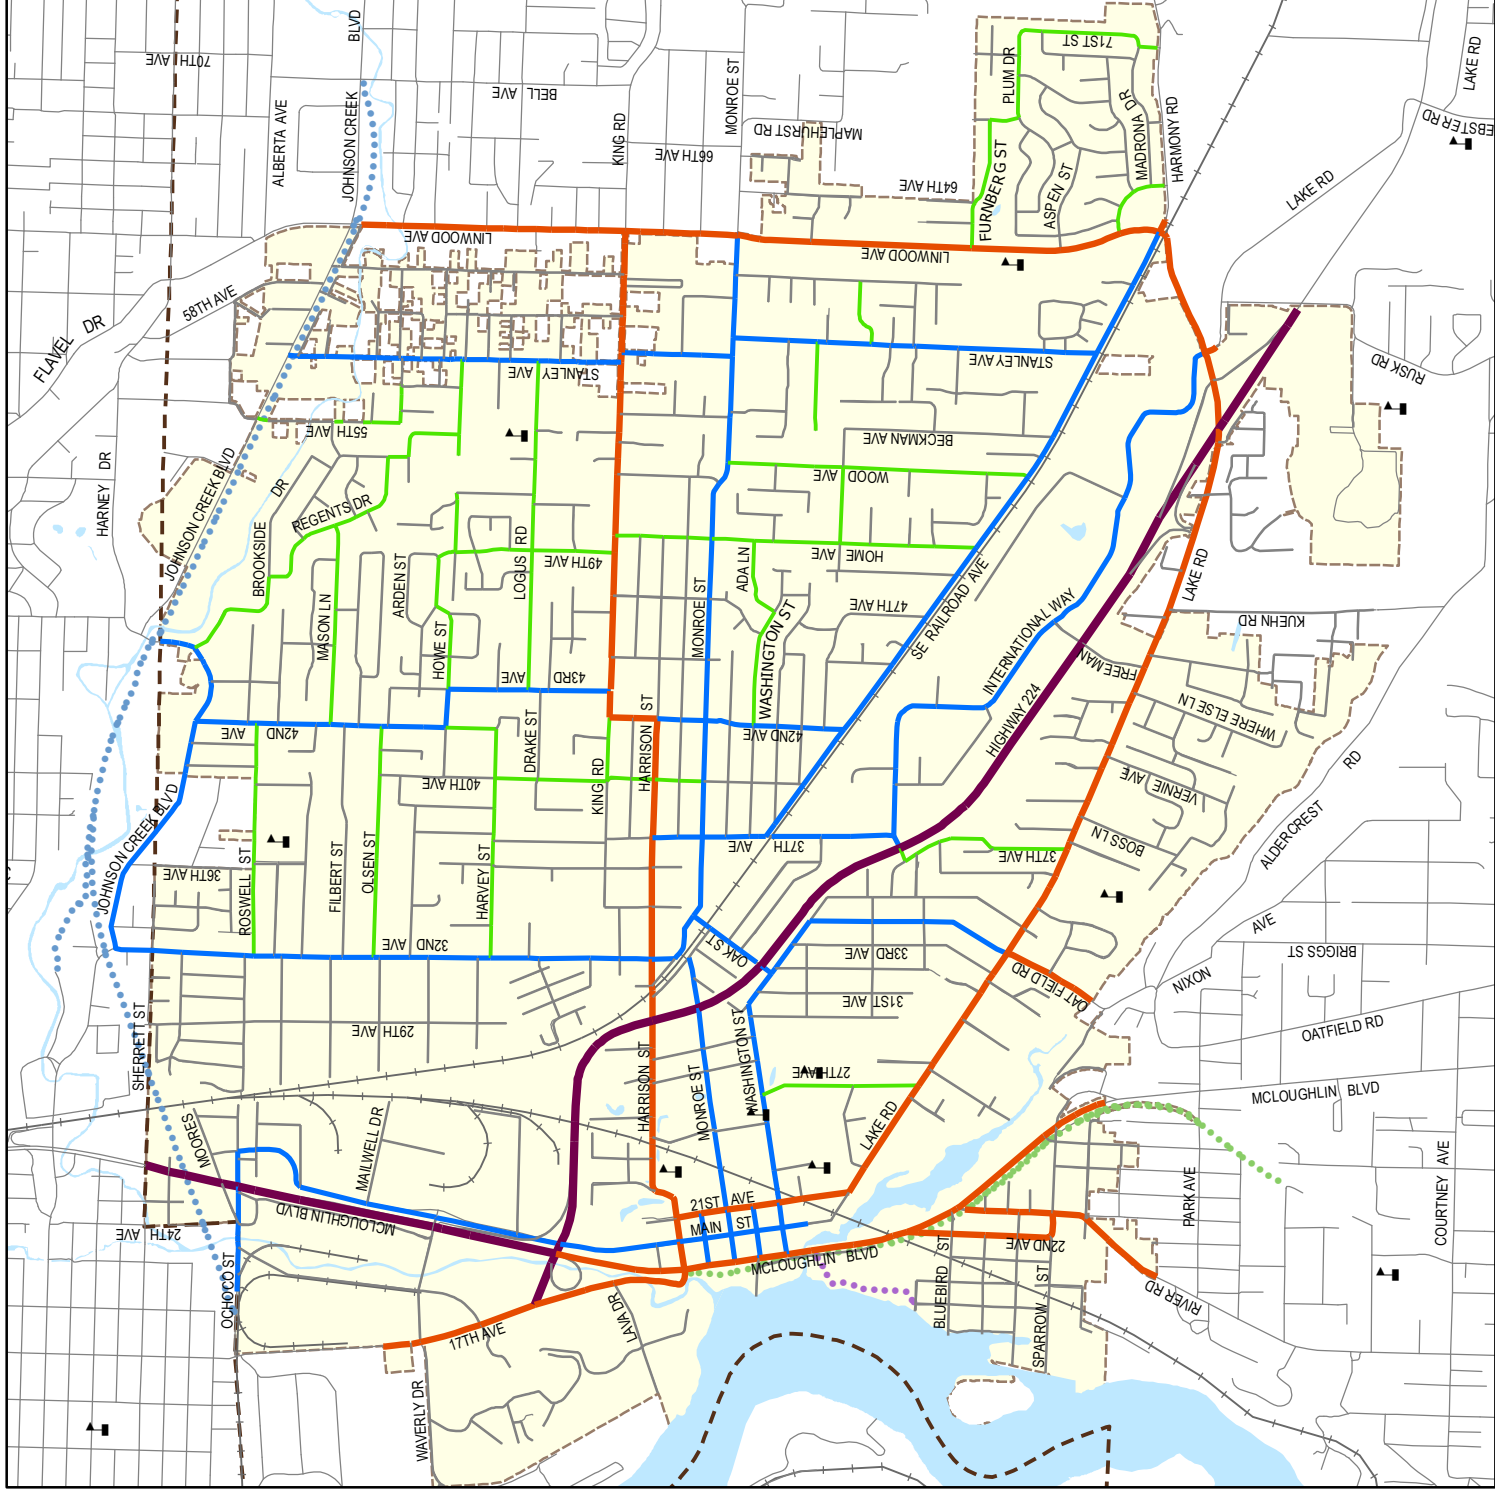 70TH AVE
BLVD
JOHNSON CREEK
ALBERTA AVE
BELL AVE
KING RD
MONROE ST
66TH AVE
MAPLEHURST RD
64TH AVE
PLUM DR
71ST ST
MADRONA DR
HARMONY RD
FURNBERG ST
ASPEN ST
LAKE RD
LAKE RD
EBSTER RD
RUSK RD
FLAVEL DR
58TH AVE
LINWOOD AVE
LINWOOD AVE
STANLEY AVE
STANLEY AVE
55TH AVE
BECKMAN AVE
WOOD AVE
HOME AVE
HARNEY DR
JOHNSON CREEK BLVD
BROOKSIDE DR
REGENTS DR
MASON LN
ARDEN ST
HOWE ST
LOGUS RD
49TH AVE
43RD AVE
MONROE ST
ADA LN
WASHINGTON ST
47TH AVE
SE RAILROAD AVE
INTERNATIONAL WAY
HIGHWAY 224
FREEMAN
LAKE RD
KUEHN RD
WHERE ELSE LN
VERNIE AVE
BOSS LN
ALDERCREST RD
42ND AVE
42ND AVE
DRAKE ST
KING RD
HARRISON ST
40TH AVE
37TH AVE
37TH AVE
JOHNSON CREEK BLVD
36TH AVE
ROSWELL ST
FILBERT ST
OLSEN ST
HARVEY ST
32ND AVE
OAK ST
33RD AVE
31ST AVE
OATFIELD RD
NIXON AVE
BRIGGS ST
OATFIELD RD
MCLOUGHLIN BLVD
SHERRETT ST
29TH AVE
HARRISON ST
MONROE ST
WASHINGTON ST
27TH AVE
LAKE RD
MOORES
MAILWELL DR
MCLOUGHLIN BLVD
24TH AVE
OCHOCO ST
21ST AVE
MAIN ST
MCLOUGHLIN BLVD
17TH AVE
LAVA DR
WAVERLY DR
BLUEBIRD ST
SPARROW ST
22ND AVE
RIVER RD
PARK AVE
COURTNEY AVE